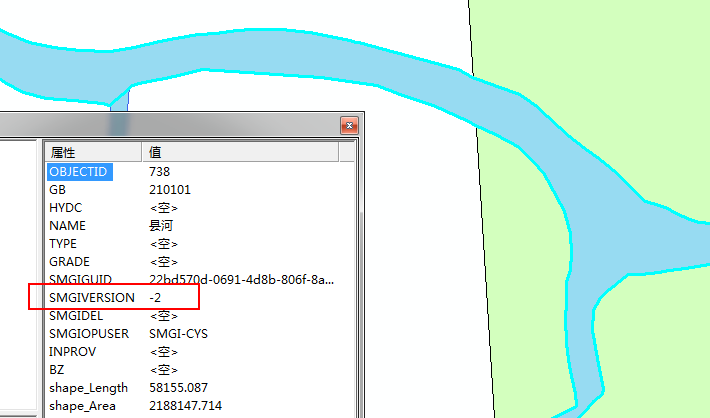 属性 值
OBJECTID 738
GB 210101
HYDC <空>
NAME 县河
TYPE <空>
GRADE <空>
SMGIGUID 22bd570d-0691-4d8b-806f-8a...
SMGIVERSION -2
SMGIDEL <空>
SMGIOPUSER SMGI-CYS
INPROV <空>
BZ <空>
shape_Length 58155.087
shape_Area 2188147.714